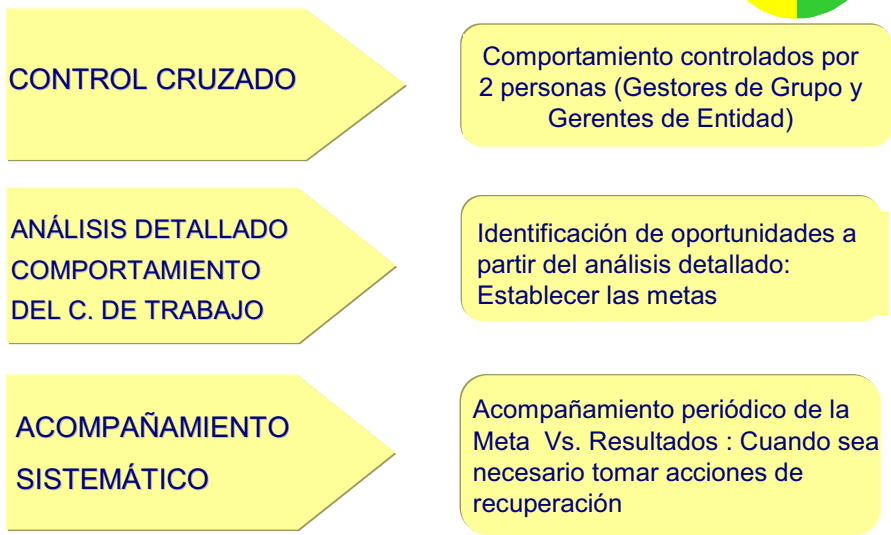 CONTROL CRUZADO
Comportamiento controlados por
2 personas (Gestores de Grupo y
Gerentes de Entidad)
ANÁLISIS DETALLADO
COMPORTAMIENTO
DEL C. DE TRABAJO
Identificación de oportunidades a
partir del análisis detallado:
Establecer las metas
ACOMPAÑAMIENTO
SISTEMÁTICO
Acompañamiento periódico de la
Meta Vs. Resultados : Cuando sea
necesario tomar acciones de
recuperación